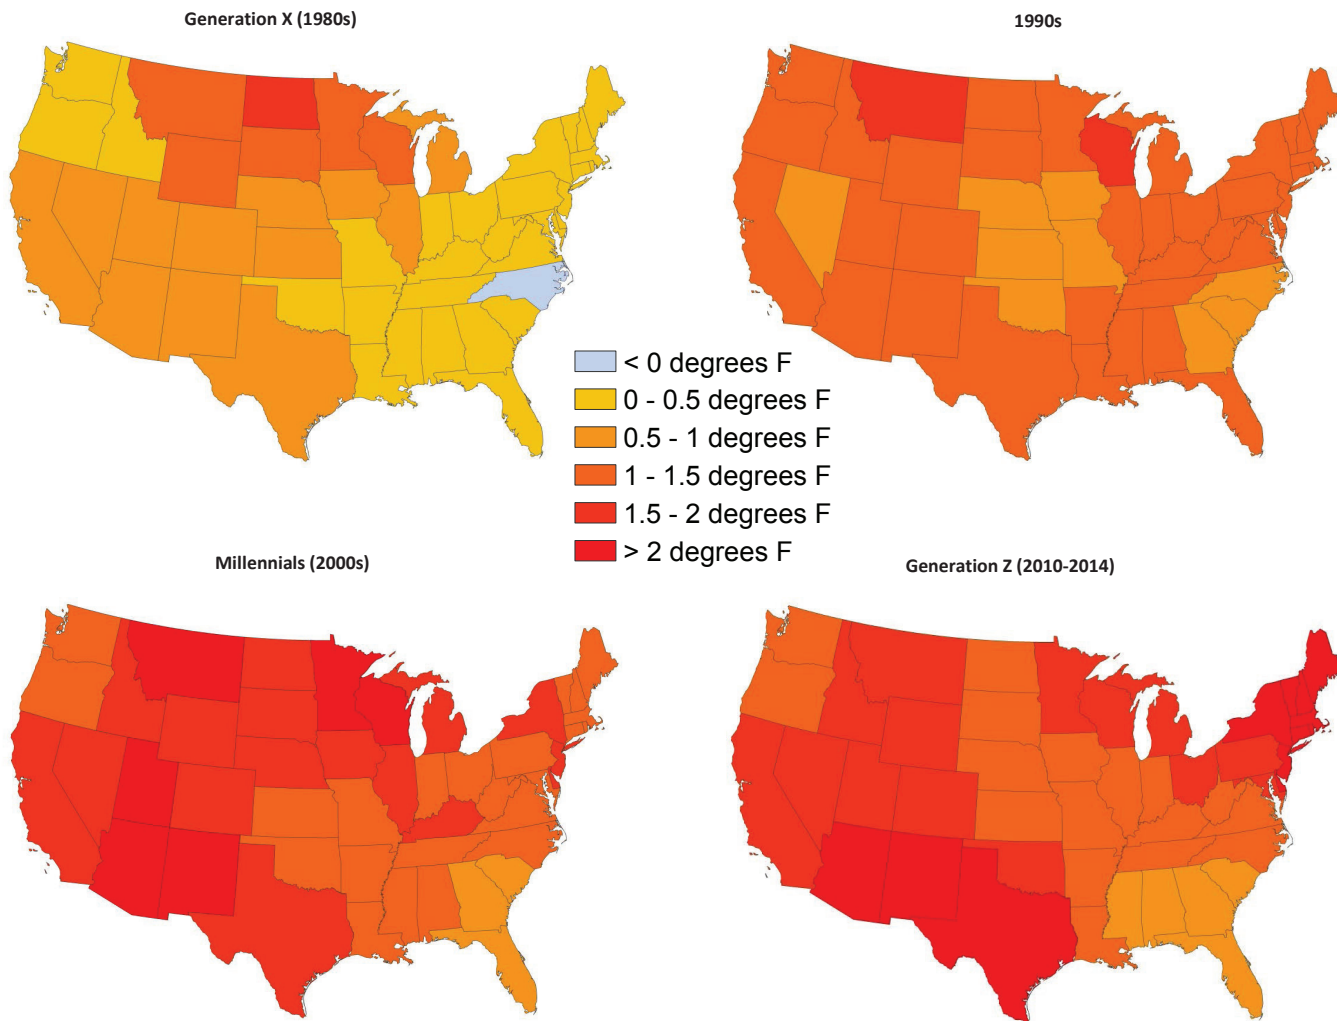 Generation X (1980s)
1990s
< 0 degrees F
0 - 0.5 degrees F
0.5 - 1 degrees F
1 - 1.5 degrees F
1.5 - 2 degrees F
> 2 degrees F
Millennials (2000s)
Generation Z (2010-2014)